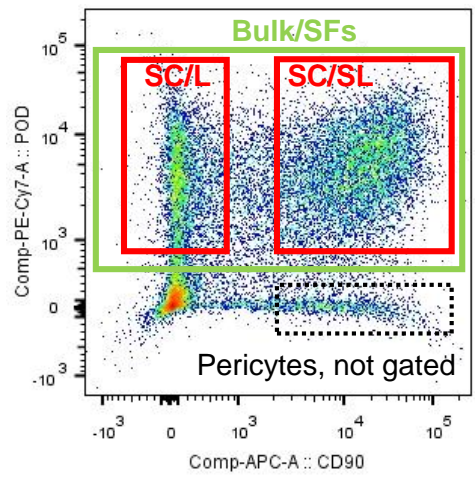 Bulk/SFs
SC/L
SC/SL
Pericytes, not gated
Comp-PE-Cy7-A :: POD
10^5
10^4
10^3
0
-10^3
-10^3
0
10^3
10^4
10^5
Comp-APC-A :: CD90